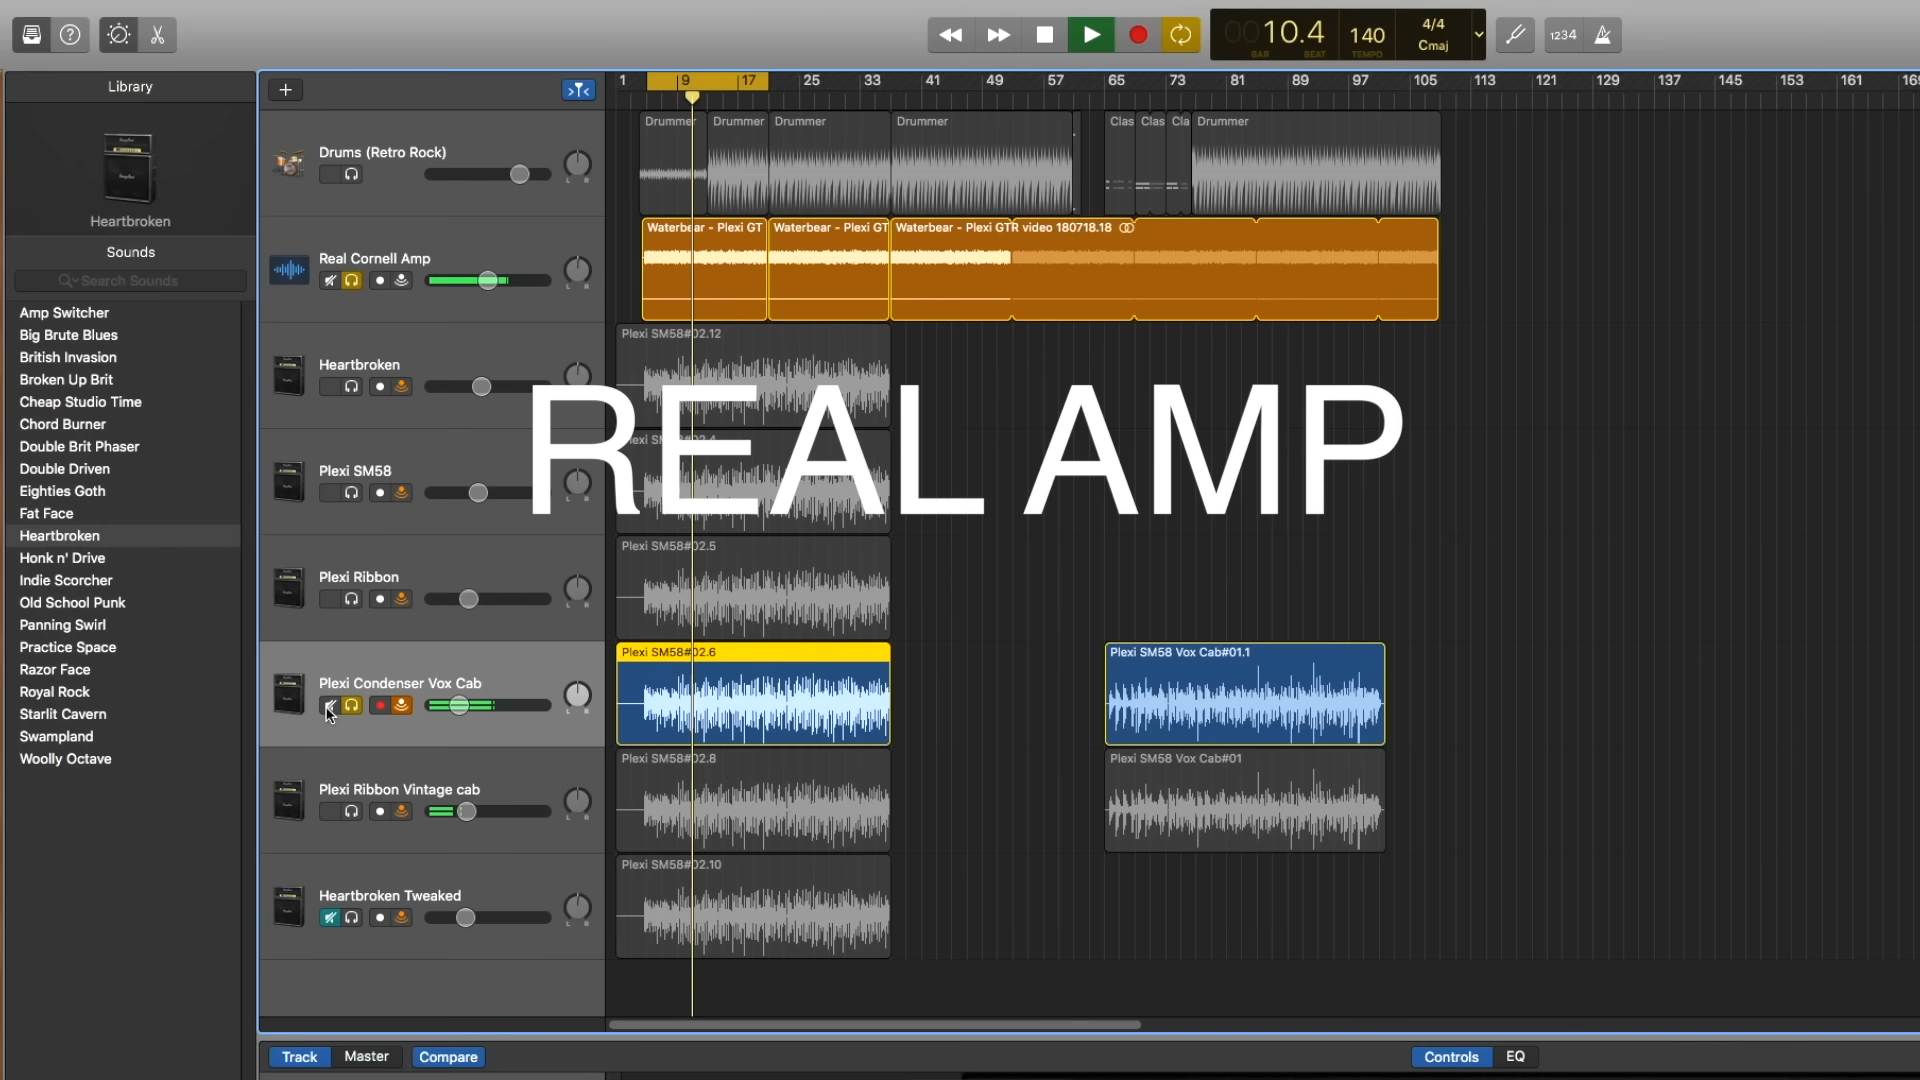 0010.4
BAR
BEAT
140
TEMPO
4/4
Cmaj
1234
Library
Heartbroken
Sounds
Search Sounds
Amp Switcher
Big Brute Blues
British Invasion
Broken Up Brit
Cheap Studio Time
Chord Burner
Double Brit Phaser
Double Driven
Eighties Goth
Fat Face
Heartbroken
Honk n' Drive
Indie Scorcher
Old School Punk
Panning Swirl
Practice Space
Razor Face
Royal Rock
Starlit Cavern
Swampland
Woolly Octave
1 9 17 25 33 41 49 57 65 73 81 89 97 105 113 121 129 137 145 153 161
Drums (Retro Rock)
L R
Drummer Drummer Drummer Drummer Clas Clas Cla Drummer
Real Cornell Amp
L R
Waterbear - Plexi GT Waterbear - Plexi GT Waterbear - Plexi GTR video 180718.18
Heartbroken
Plexi SM58#02.12
REAL AMP
Plexi SM58
L R
Plexi Ribbon
L R
Plexi SM58#02.5
Plexi Condenser Vox Cab
L R
Plexi SM58#02.6
Plexi SM58 Vox Cab#01.1
Plexi Ribbon Vintage cab
L R
Plexi SM58#02.8
Plexi SM58 Vox Cab#01
Heartbroken Tweaked
L R
Plexi SM58#02.10
Track Master Compare
Controls EQ